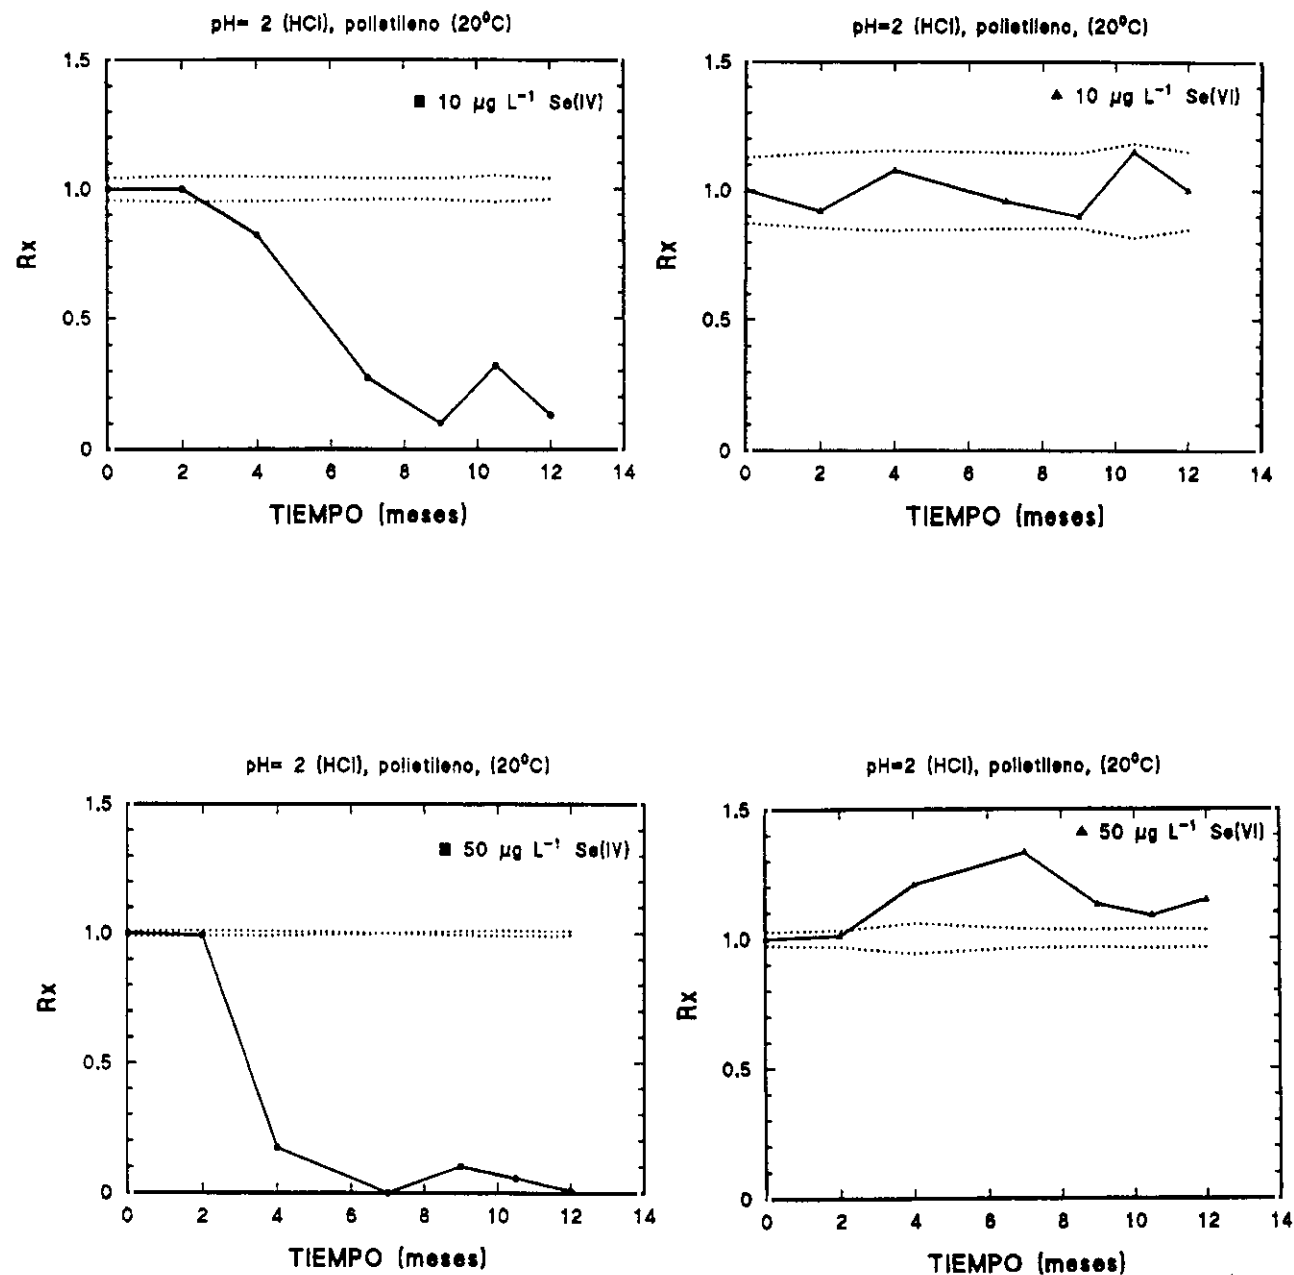 pH= 2 (HCl), polietileno (20⁰C)
1.5
■ 10 µg L⁻¹ Se(IV)
1.0
Rx
0.5
0
0 2 4 6 8 10 12 14
TIEMPO (meses)
pH=2 (HCl), polietileno, (20⁰C)
1.5
▲ 10 µg L⁻¹ Se(VI)
1.0
Rx
0.5
0
0 2 4 6 8 10 12 14
TIEMPO (meses)
pH= 2 (HCl), polietileno, (20⁰C)
1.5
■ 50 µg L⁻¹ Se(IV)
1.0
Rx
0.5
0
0 2 4 6 8 10 12 14
TIEMPO (meses)
pH=2 (HCl), polietileno, (20⁰C)
1.5
▲ 50 µg L⁻¹ Se(VI)
1.0
Rx
0.5
0
0 2 4 6 8 10 12 14
TIEMPO (meses)